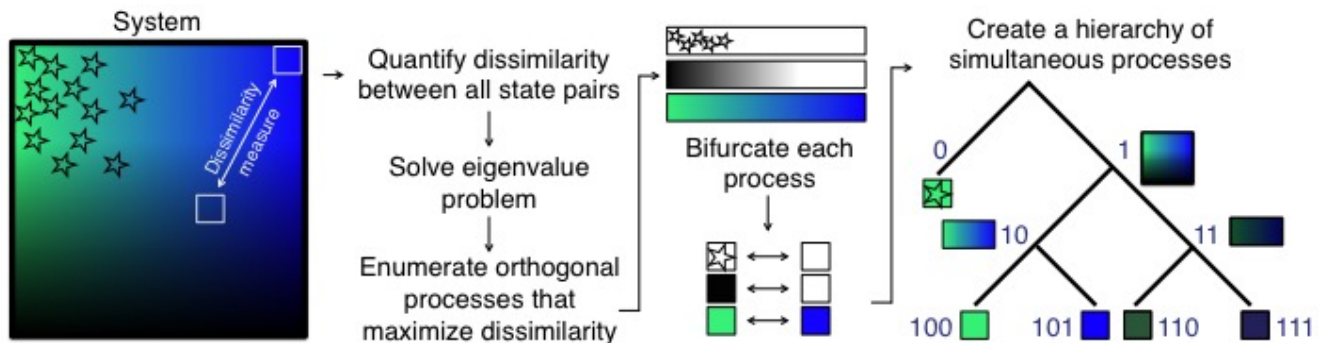 System
Dissimilarity
measure
Quantify dissimilarity
between all state pairs
Solve eigenvalue
problem
Enumerate orthogonal
processes that
maximize dissimilarity
Bifurcate each
process
Create a hierarchy of
simultaneous processes
0
1
10
11
100
101
110
111